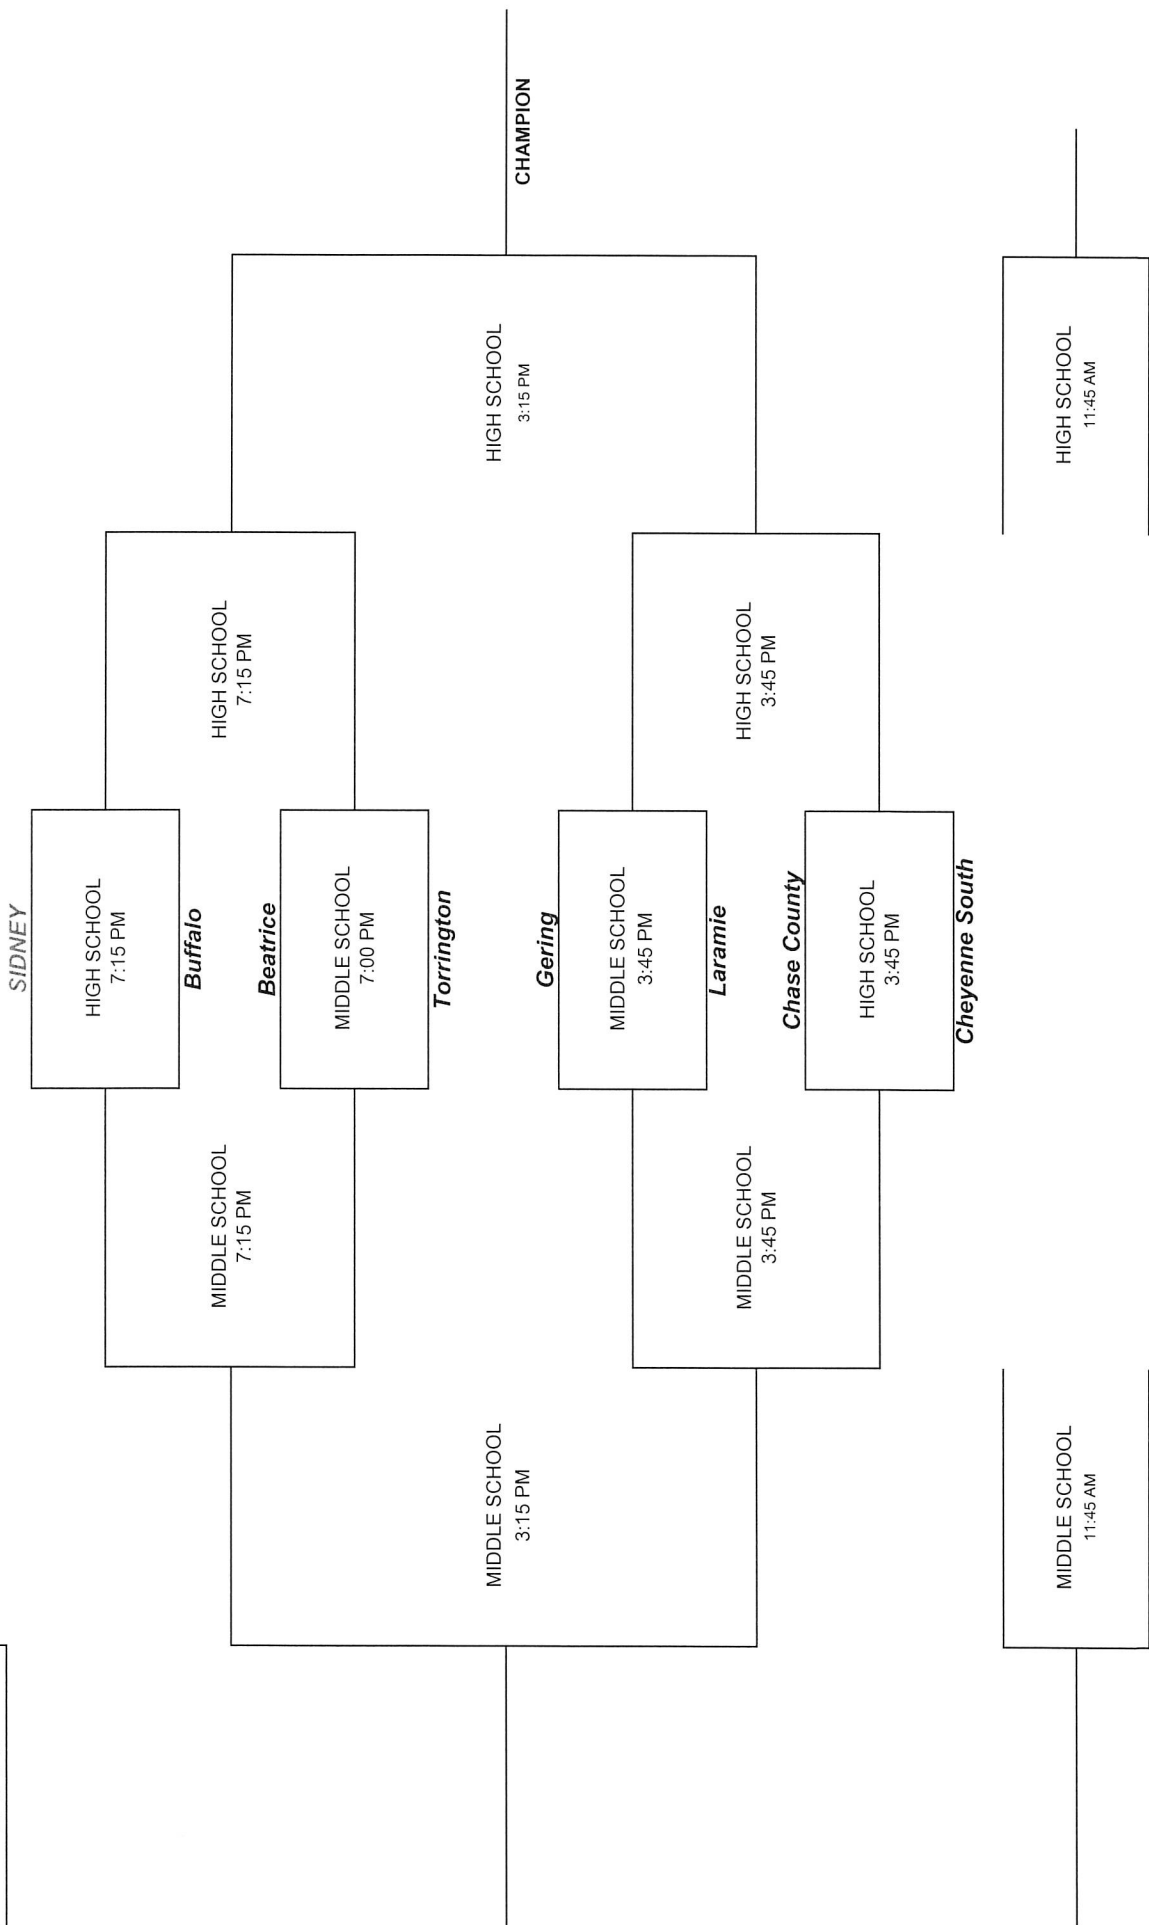 SIDNEY
HIGH SCHOOL
7:15 PM
Buffalo
Beatrice
MIDDLE SCHOOL
7:00 PM
Torrington
Gering
MIDDLE SCHOOL
3:45 PM
Laramie
Chase County
HIGH SCHOOL
3:45 PM
Cheyenne South
MIDDLE SCHOOL
7:15 PM
MIDDLE SCHOOL
3:45 PM
HIGH SCHOOL
7:15 PM
HIGH SCHOOL
3:45 PM
MIDDLE SCHOOL
3:15 PM
HIGH SCHOOL
3:15 PM
CHAMPION
MIDDLE SCHOOL
11:45 AM
HIGH SCHOOL
11:45 AM